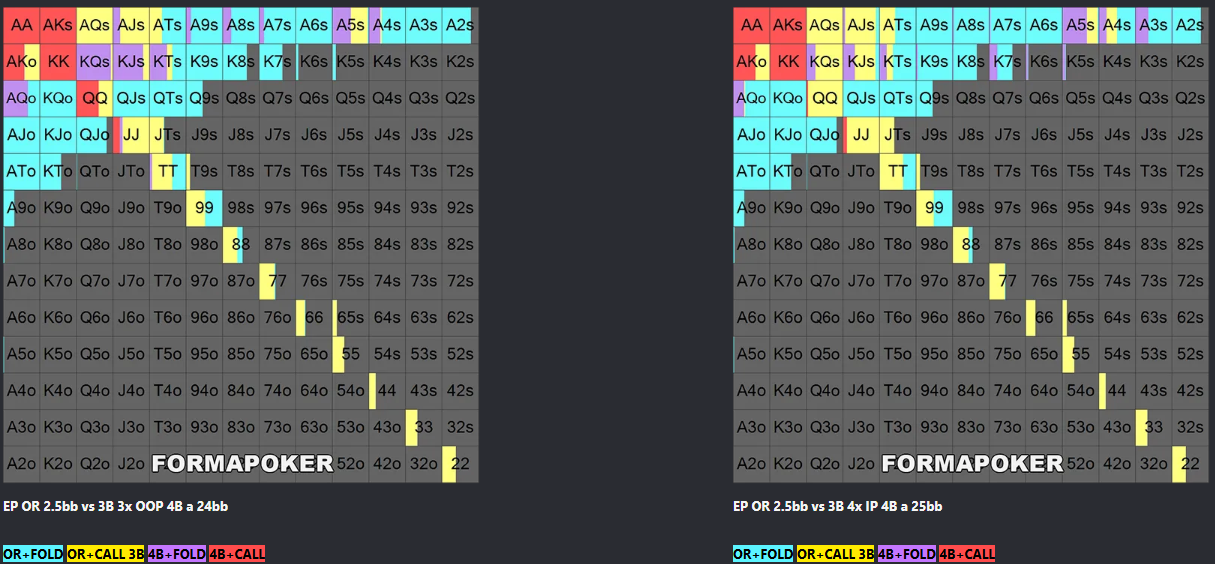 AA AKs AQs AJs ATs A9s A8s A7s A6s A5s A4s A3s A2s
AKo KK KQs KJs KTs K9s K8s K7s K6s K5s K4s K3s K2s
AQo KQo QQ QJs QTs Q9s Q8s Q7s Q6s Q5s Q4s Q3s Q2s
AJo KJo QJo JJ JTs J9s J8s J7s J6s J5s J4s J3s J2s
ATo KTo QTo JTo TT T9s T8s T7s T6s T5s T4s T3s T2s
A9o K9o Q9o J9o T9o 99 98s 97s 96s 95s 94s 93s 92s
A8o K8o Q8o J8o T8o 98o 88 87s 86s 85s 84s 83s 82s
A7o K7o Q7o J7o T7o 97o 87o 77 76s 75s 74s 73s 72s
A6o K6o Q6o J6o T6o 96o 86o 76o 66 65s 64s 63s 62s
A5o K5o Q5o J5o T5o 95o 85o 75o 65o 55 54s 53s 52s
A4o K4o Q4o J4o T4o 94o 84o 74o 64o 54o 44 43s 42s
A3o K3o Q3o J3o T3o 93o 83o 73o 63o 53o 43o 33 32s
A2o K2o Q2o J2o FORMAPOKER 52o 42o 32o 22
EP OR 2.5bb vs 3B 3x OOP 4B a 24bb
OR+FOLD OR+CALL 3B 4B+FOLD 4B+CALL
AA AKs AQs AJs ATs A9s A8s A7s A6s A5s A4s A3s A2s
AKo KK KQs KJs KTs K9s K8s K7s K6s K5s K4s K3s K2s
AQo KQo QQ QJs QTs Q9s Q8s Q7s Q6s Q5s Q4s Q3s Q2s
AJo KJo QJo JJ JTs J9s J8s J7s J6s J5s J4s J3s J2s
ATo KTo QTo JTo TT T9s T8s T7s T6s T5s T4s T3s T2s
A9o K9o Q9o J9o T9o 99 98s 97s 96s 95s 94s 93s 92s
A8o K8o Q8o J8o T8o 98o 88 87s 86s 85s 84s 83s 82s
A7o K7o Q7o J7o T7o 97o 87o 77 76s 75s 74s 73s 72s
A6o K6o Q6o J6o T6o 96o 86o 76o 66 65s 64s 63s 62s
A5o K5o Q5o J5o T5o 95o 85o 75o 65o 55 54s 53s 52s
A4o K4o Q4o J4o T4o 94o 84o 74o 64o 54o 44 43s 42s
A3o K3o Q3o J3o T3o 93o 83o 73o 63o 53o 43o 33 32s
A2o K2o Q2o J2o FORMAPOKER 52o 42o 32o 22
EP OR 2.5bb vs 3B 4x IP 4B a 25bb
OR+FOLD OR+CALL 3B 4B+FOLD 4B+CALL